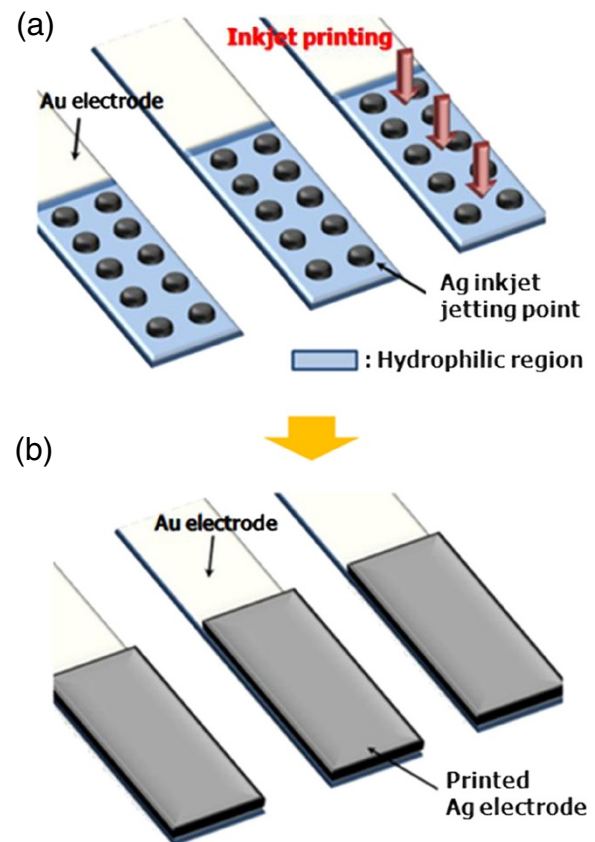 (a)
Inkjet printing
Au electrode
Ag inkjet
jetting point
: Hydrophilic region
(b)
Au electrode
Printed
Ag electrode